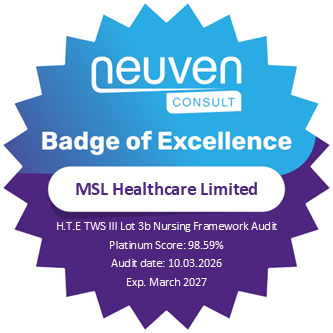 neuven
CONSULT
Badge of Excellence
MSL Healthcare Limited
H.T.E TWS III Lot 3b Nursing Framework Audit
Platinum Score: 98.59%
Audit date: 10.03.2026
Exp. March 2027